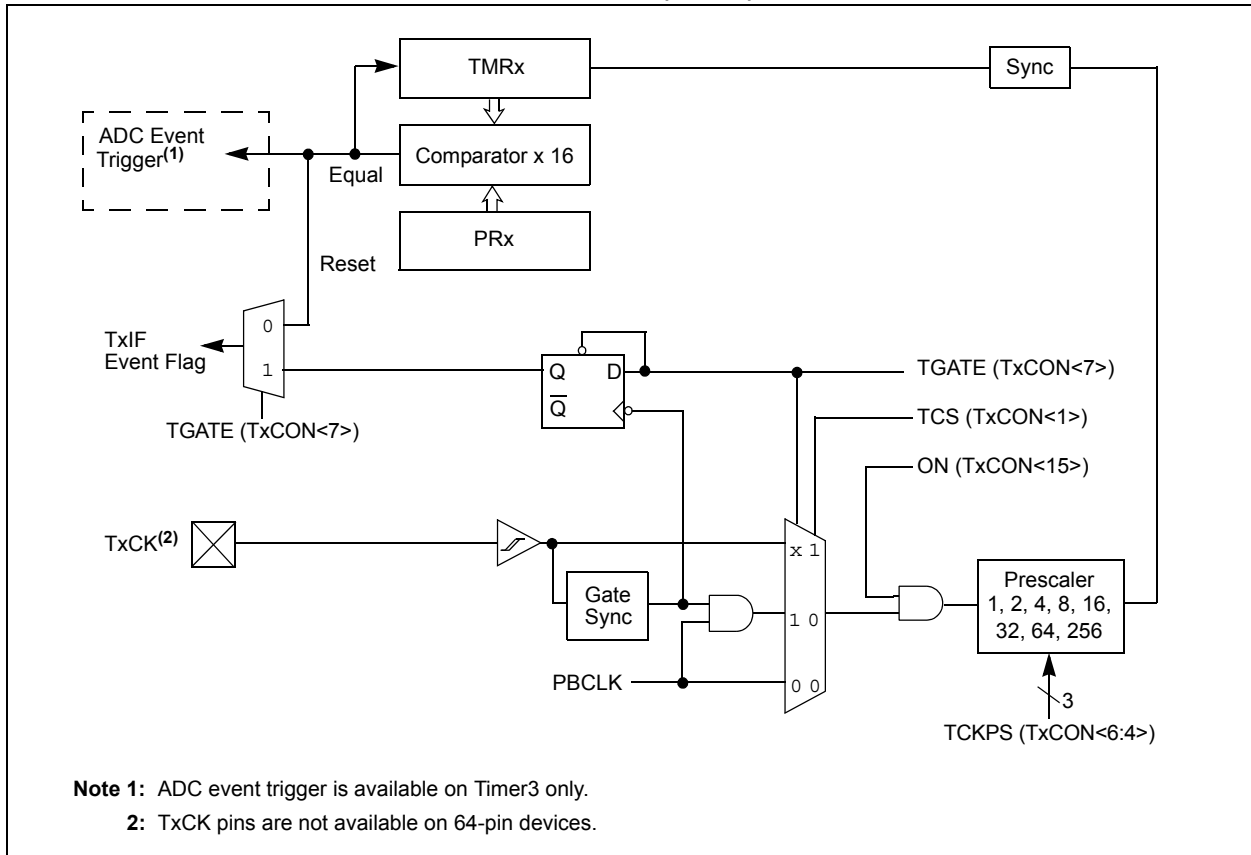 TMRx
Sync
ADC Event
Trigger(1)
Equal
Comparator x 16
PRx
Reset
0
1
TxIF
Event Flag
TGATE (TxCON<7>)
Q D
Q
TGATE (TxCON<7>)
TCS (TxCON<1>)
ON (TxCON<15>)
TxCK(2)
x 1
Gate
Sync
1 0
Prescaler
1, 2, 4, 8, 16,
32, 64, 256
PBCLK
0 0
3
TCKPS (TxCON<6:4>)
Note 1: ADC event trigger is available on Timer3 only.
2: TxCK pins are not available on 64-pin devices.